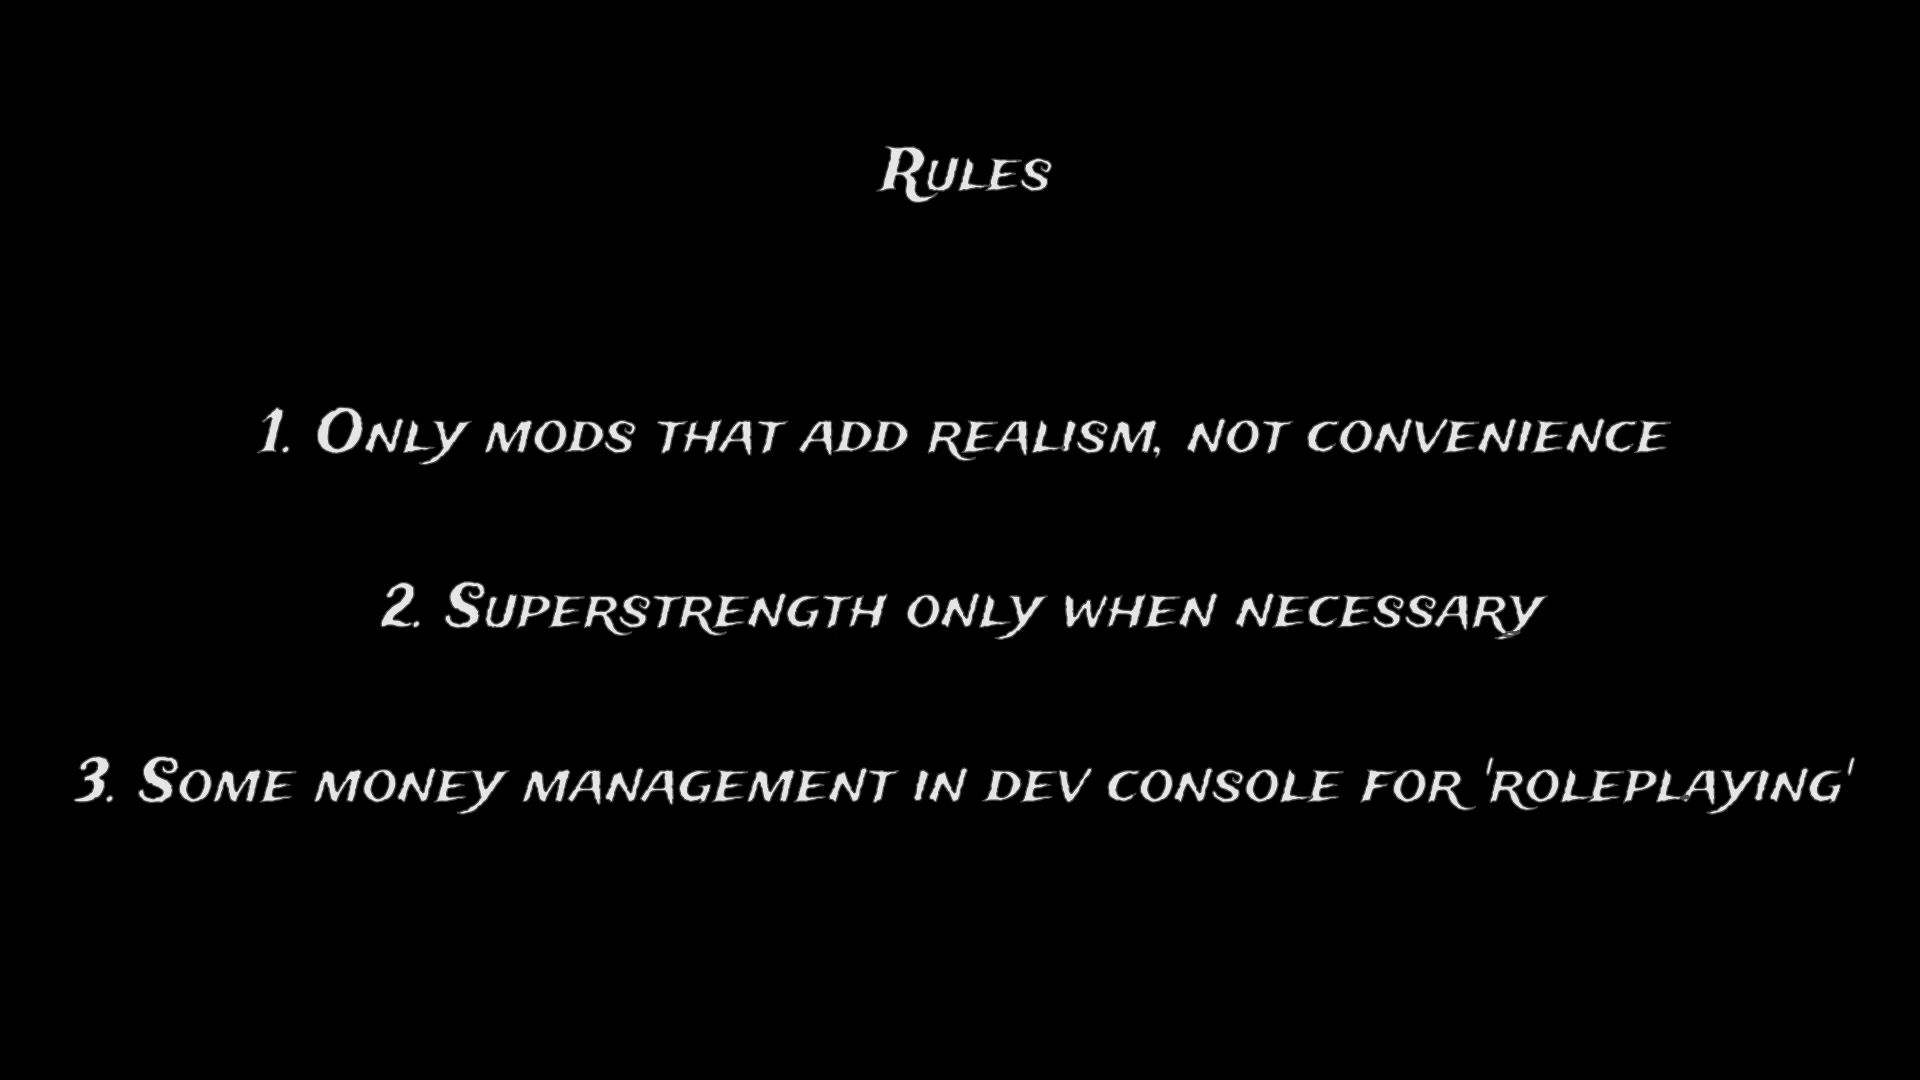 Rules
1. Only mods that add realism, not convenience
2. Superstrength only when necessary
3. Some money management in dev console for 'roleplaying'